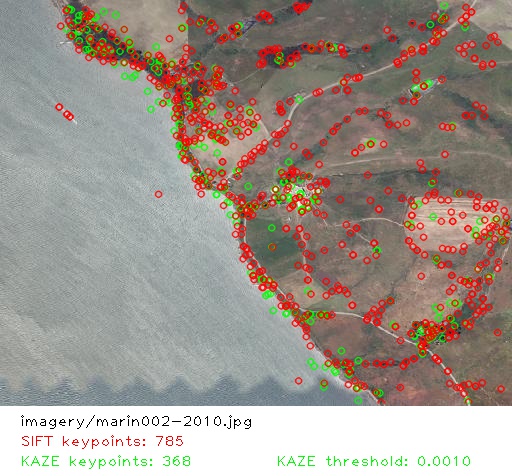 imagery/marin002-2010.jpg
SIFT keypoints: 785
KAZE keypoints: 368 KAZE threshold: 0.0010